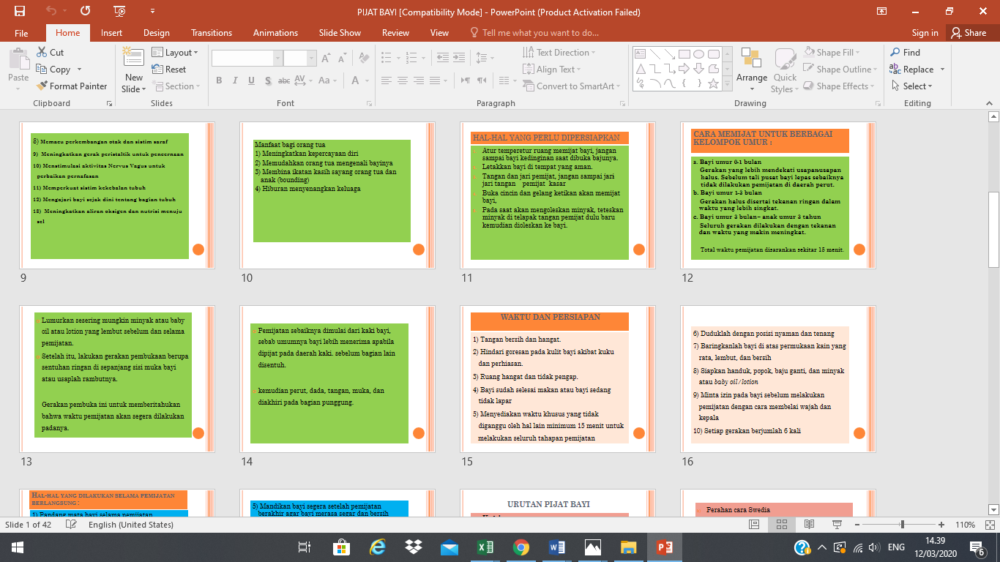 PIJAT BAYI [Compatibility Mode] - PowerPoint (Product Activation Failed)
File Home Insert Design Transitions Animations Slide Show Review View Tell me what you want to do... Sign in Share
Paste
Cut
Copy
Format Painter
Clipboard
New Slide
Layout
Reset
Section
Slides
B I U S abc AV Aa A
Font
Text Direction
Align Text
Convert to SmartArt
Paragraph
Arrange
Quick Styles
Shape Fill
Shape Outline
Shape Effects
Drawing
Find
Replace
Select
Editing
8) Memacu perkembangan otak dan sistim saraf
9) Meningkatkan gerak peristaltik untuk pencernaan
10) Menstimulasi aktivitas Nervus Vagus untuk
perbaikan pernafasan
11) Memperkuat sistim kekebalan tubuh
12) Mengajari bayi sejak dini tentang bagian tubuh
13) Meningkatkan aliran oksigen dan nutrisi menuju
sel
9
Manfaat bagi orang tua
1) Meningkatkan kepercayaan diri
2) Memudahkan orang tua mengenali bayinya
3) Membina ikatan kasih sayang orang tua dan
anak (bounding)
4) Hiburan menyenangkan keluaga
10
HAL-HAL YANG PERLU DIPERSIAPKAN
Atur temperetur ruang memijat bayi, jangan
sampai bayi kedinginan saat dibuka bajunya.
Letakkan bayi di tempat yang aman.
Tangan dan jari pemijat, jangan sampai jari
jari tangan pemijat kasar
Buka cincin dan gelang ketikan akan memijat
bayi,
Pada saat akan mengoleskan minyak, teteskan
minyak di telapak tangan pemijat dulu baru
kemudian dioleskan ke bayi.
11
CARA MEMIJAT UNTUK BERBAGAI
KELOMPOK UMUR :
a. Bayi umur 0-1 bulan
Gerakan yang lebih mendekati usapanusapan
halus. Sebelum tali pusat bayi lepas sebaiknya
tidak dilakukan pemijatan di daerah perut.
b. Bayi umur 1-3 bulan
Gerakan halus disertai tekanan ringan dalam
waktu yang lebih singkat.
c. Bayi umur 3 bulan– anak umur 3 tahun
Seluruh gerakan dilakukan dengan tekanan
dan waktu yang makin meningkat.
Total waktu pemijatan disarankan sekitar 15 menit.
12
Lumurkan sesering mungkin minyak atau baby
oil atau lotion yang lembut sebelum dan selama
pemijatan.
Setelah itu, lakukan gerakan pembukaan berupa
sentuhan ringan di sepanjang sisi muka bayi
atau usaplah rambutnya.
Gerakan pembuka ini untuk memberitahukan
bahwa waktu pemijatan akan segera dilakukan
padanya.
13
Pemijatan sebaiknya dimulai dari kaki bayi,
sebab umumnya bayi lebih menerima apabila
dipijat pada daerah kaki. sebelum bagian lain
disentuh.
kemudian perut, dada, tangan, muka, dan
diakhiri pada bagian punggung.
14
WAKTU DAN PERSIAPAN
1) Tangan bersih dan hangat.
2) Hindari goresan pada kulit bayi akibat kuku
dan perhiasan.
3) Ruang hangat dan tidak pengap.
4) Bayi sudah selesai makan atau bayi sedang
tidak lapar
5) Menyediakan waktu khusus yang tidak
diganggu oleh hal lain minimum 15 menit untuk
melakukan seluruh tahapan pemijatan
15
6) Duduklah dengan posisi nyaman dan tenang
7) Baringkanlah bayi di atas permukaan kain yang
rata, lembut, dan bersih
8) Siapkan handuk, popok, baju ganti, dan minyak
atau baby oil/lotion
9) Minta izin pada bayi sebelum melakukan
pemijatan dengan cara membelai wajah dan
kepala
10) Setiap gerakan berjumlah 6 kali
16
HAL-HAL YANG DILAKUKAN SELAMA PEMIJATAN
BERLANGSUNG :
1) Pandang mata bayi selama pemijatan
5) Mandikan bayi segera setelah pemijatan
berakhir agar bayi merasa segar dan bersih
URUTAN PIJAT BAYI
Perahan cara Swedia
Slide 1 of 42 English (United States) 110%
ENG
14.39
12/03/2020
6